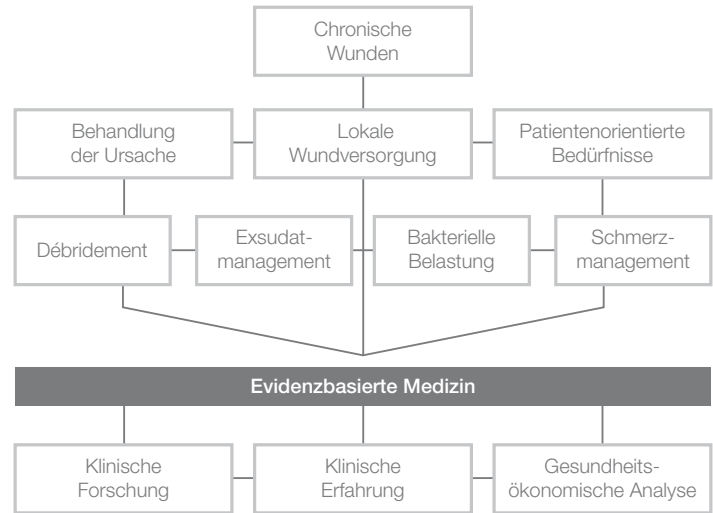 Chronische
Wunden
Behandlung
der Ursache
Lokale
Wundversorgung
Patientenorientierte
Bedürfnisse
Débridement
Exsudat-
management
Bakterielle
Belastung
Schmerz-
management
Evidenzbasierte Medizin
Klinische
Forschung
Klinische
Erfahrung
Gesundheits-
ökonomische Analyse